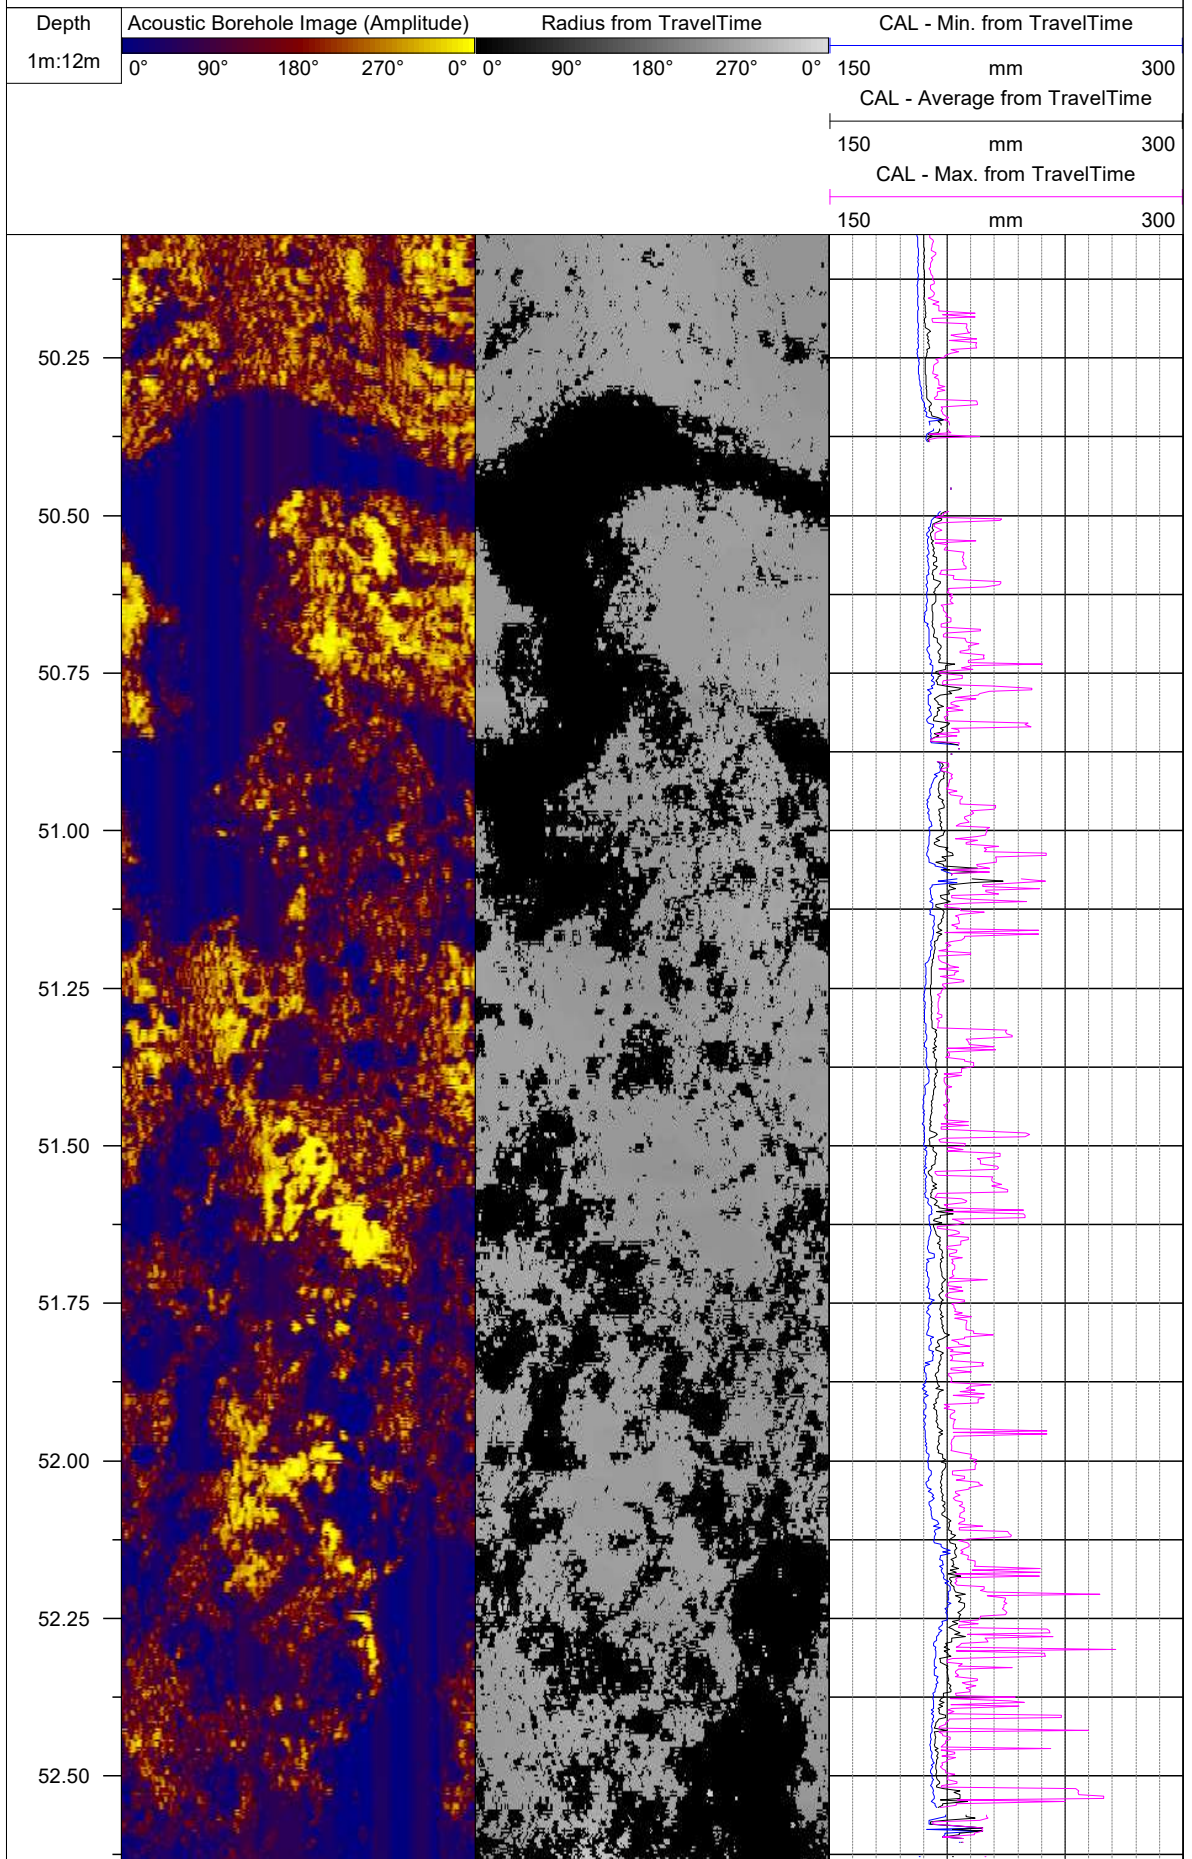 Depth Acoustic Borehole Image (Amplitude) Radius from TravelTime CAL - Min. from TravelTime
1m:12m 0° 90° 180° 270° 0° 0° 90° 180° 270° 0° 150 mm 300
CAL - Average from TravelTime
150 mm 300
CAL - Max. from TravelTime
150 mm 300
50.25
50.50
50.75
51.00
51.25
51.50
51.75
52.00
52.25
52.50